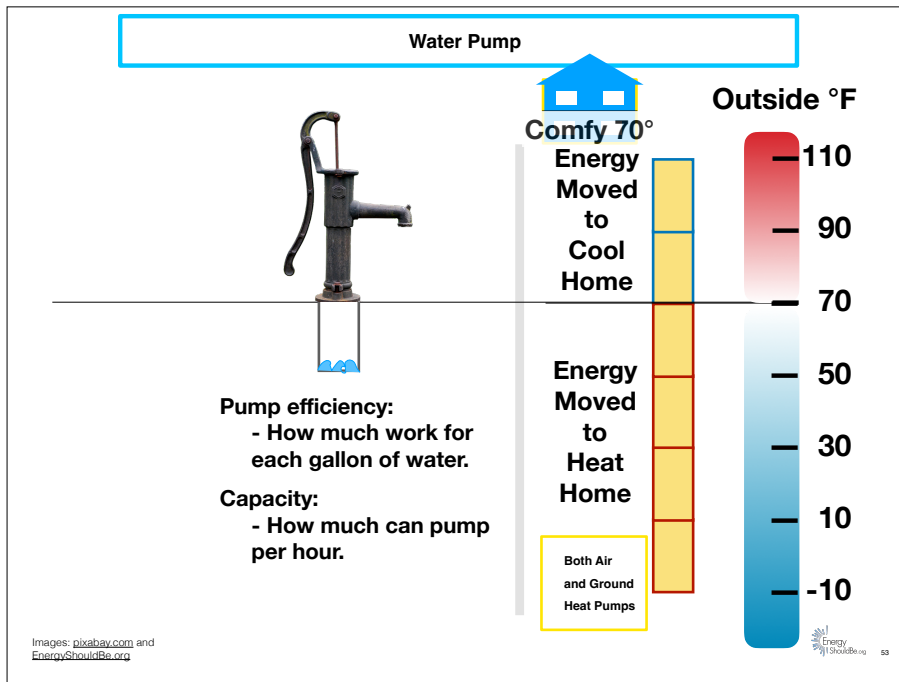 Water Pump
Outside °F
Comfy 70°
Energy
Moved
to
Cool
Home
110
90
70
50
30
10
-10
Energy
Moved
to
Heat
Home
Pump efficiency:
- How much work for
each gallon of water.
Capacity:
- How much can pump
per hour.
Both Air
and Ground
Heat Pumps
Images: pixabay.com and
EnergyShouldBe.org
Energy
ShouldBe.org
53